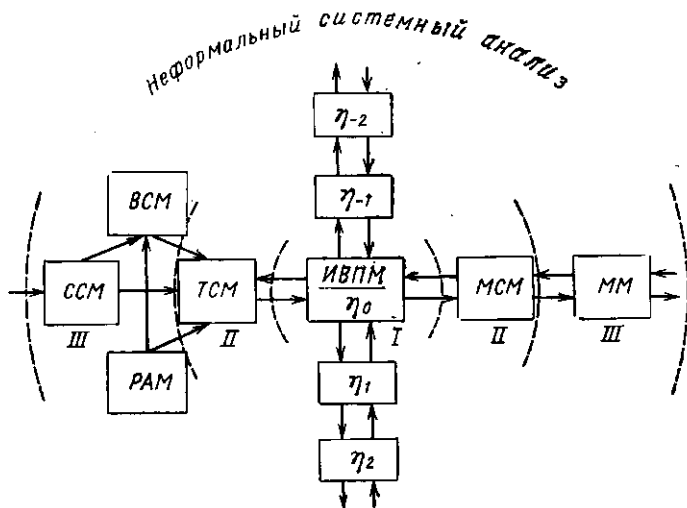 Неформальный системный анализ
η-2
η-1
ВСМ
ССМ
ТСМ
ИВПМ
η0
МСМ
ММ
III
II
I
II
III
РАМ
η1
η2